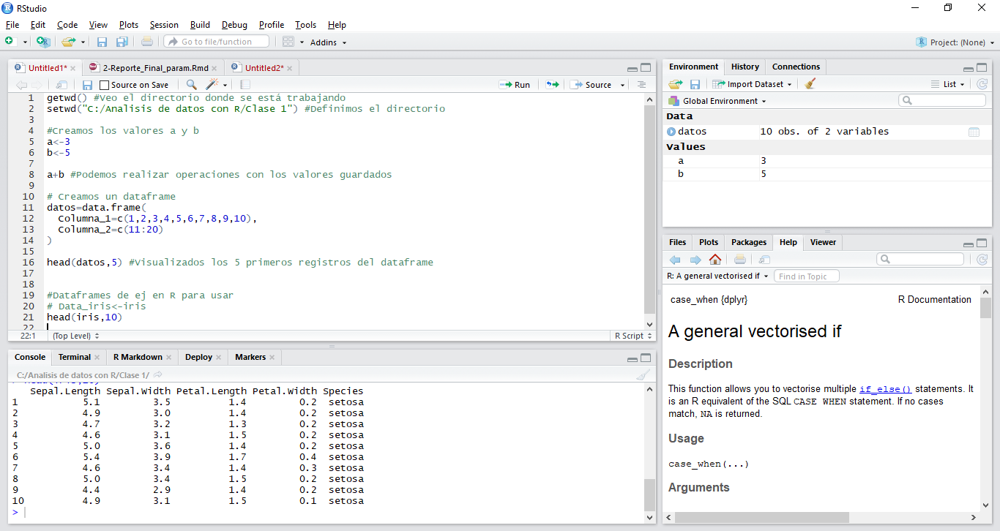 RStudio
File Edit Code View Plots Session Build Debug Profile Tools Help
Go to file/function Addins Project: (None)
Untitled1* 2-Reporte_Final_param.Rmd Untitled2*
Source on Save Run Source
1 getwd() #Veo el directorio donde se está trabajando
2 setwd("C:/Analisis de datos con R/Clase 1") #Definimos el directorio
3
4 #Creamos los valores a y b
5 a<-3
6 b<-5
7
8 a+b #Podemos realizar operaciones con los valores guardados
9
10 # Creamos un dataframe
11 datos=data.frame(
12 Columna_1=c(1,2,3,4,5,6,7,8,9,10),
13 Columna_2=c(11:20)
14 )
15
16 head(datos,5) #Visualizados los 5 primeros registros del dataframe
17
18
19 #Dataframes de ej en R para usar
20 # Data_iris<-iris
21 head(iris,10)
22
22:1 (Top Level) R Script
Console Terminal R Markdown Deploy Markers
C:/Analisis de datos con R/Clase 1/
Sepal.Length Sepal.Width Petal.Length Petal.Width Species
1 5.1 3.5 1.4 0.2 setosa
2 4.9 3.0 1.4 0.2 setosa
3 4.7 3.2 1.3 0.2 setosa
4 4.6 3.1 1.5 0.2 setosa
5 5.0 3.6 1.4 0.2 setosa
6 5.4 3.9 1.7 0.4 setosa
7 4.6 3.4 1.4 0.3 setosa
8 5.0 3.4 1.5 0.2 setosa
9 4.4 2.9 1.4 0.2 setosa
10 4.9 3.1 1.5 0.1 setosa
>
Environment History Connections
Import Dataset List
Global Environment
Data
datos 10 obs. of 2 variables
Values
a 3
b 5
Files Plots Packages Help Viewer
R: A general vectorised if Find in Topic
case_when {dplyr} R Documentation
A general vectorised if
Description
This function allows you to vectorise multiple if_else() statements. It
is an R equivalent of the SQL CASE WHEN statement. If no cases
match, NA is returned.
Usage
case_when(...)
Arguments